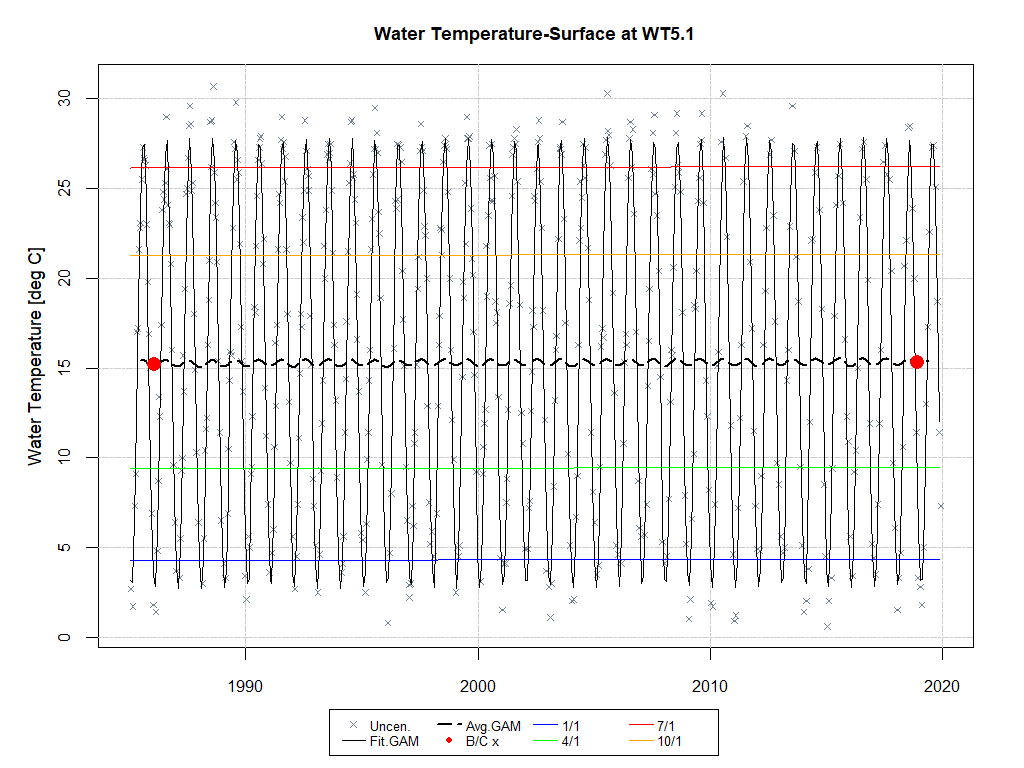 Water Temperature-Surface at WT5.1
Water Temperature [deg C]
30
25
20
15
10
5
0
1990 2000 2010 2020
Uncen. Avg.GAM 1/1 7/1
Fit.GAM B/C x 4/1 10/1